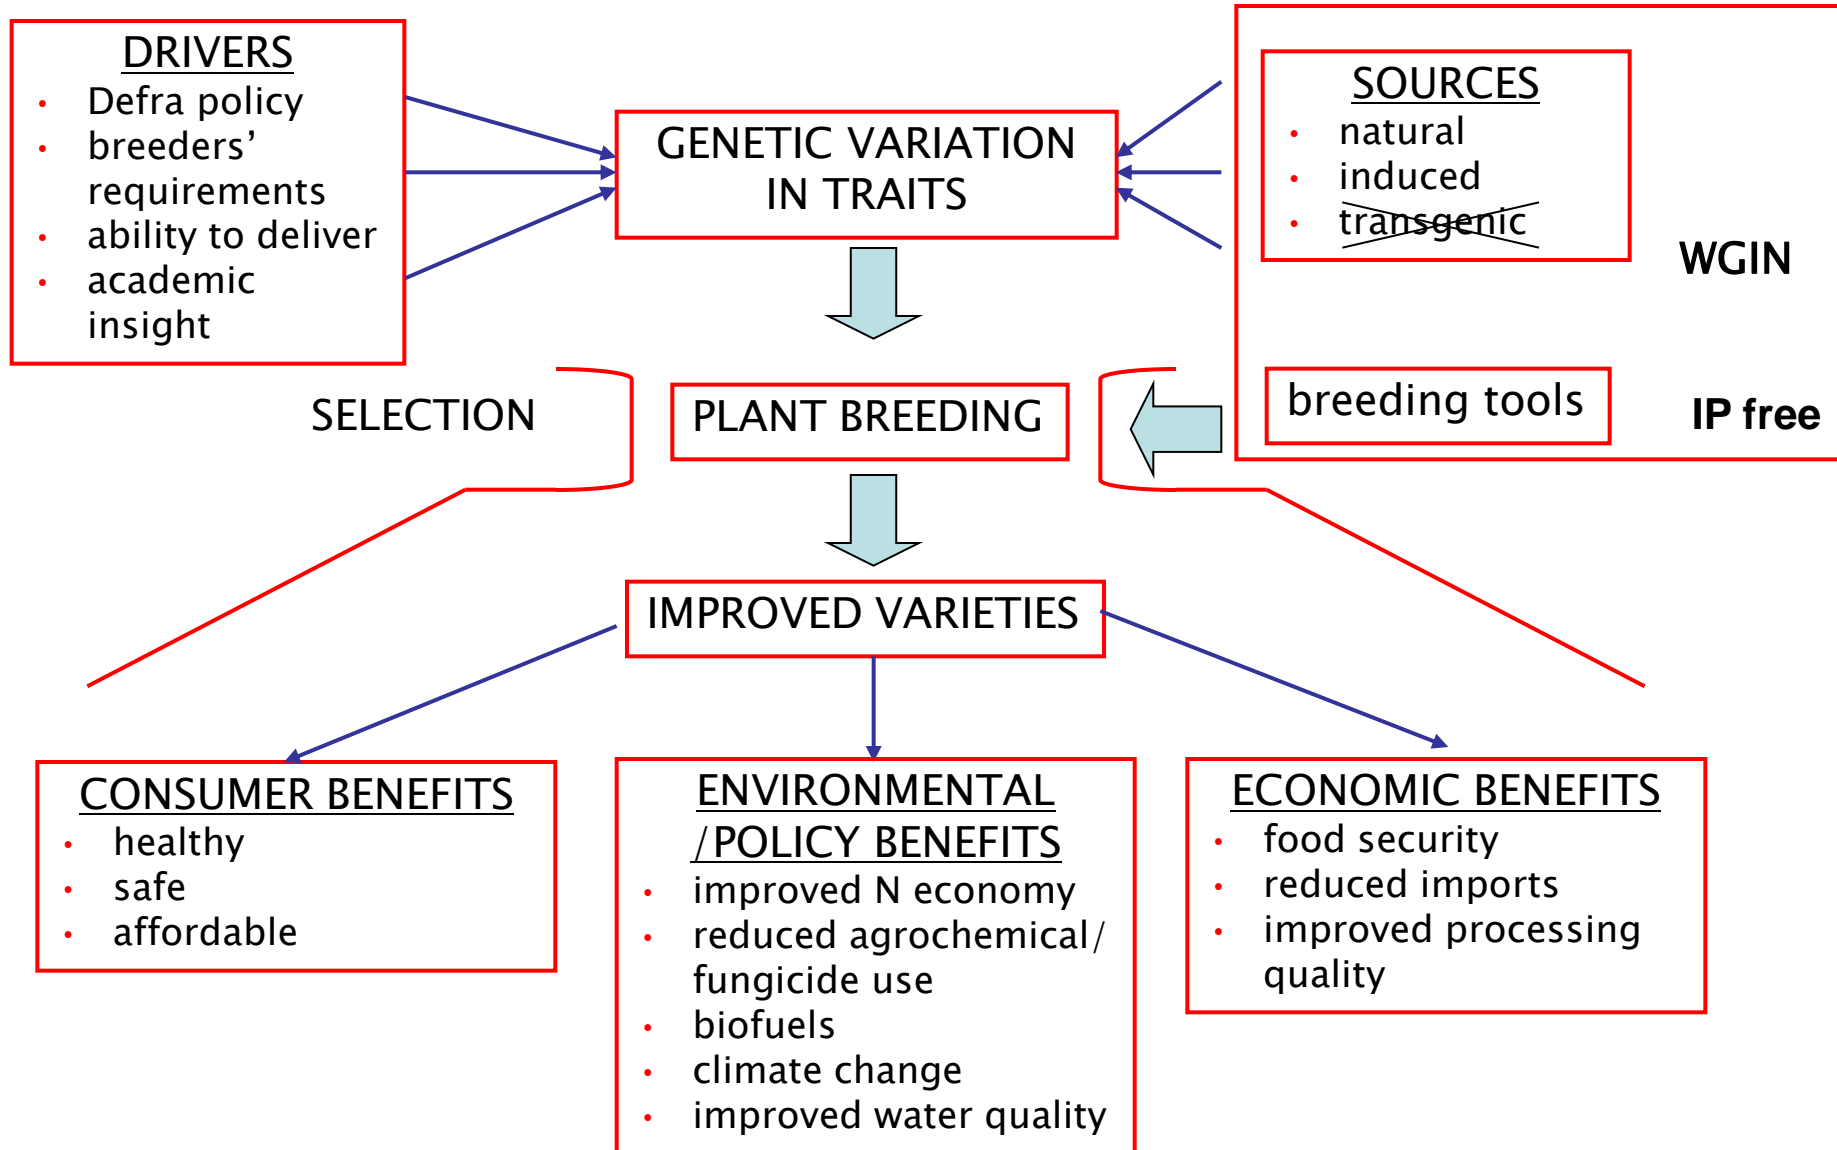 DRIVERS
• Defra policy
• breeders’
requirements
• ability to deliver
• academic
insight
GENETIC VARIATION
IN TRAITS
SOURCES
• natural
• induced
• transgenic
WGIN
SELECTION
PLANT BREEDING
breeding tools
IP free
IMPROVED VARIETIES
CONSUMER BENEFITS
• healthy
• safe
• affordable
ENVIRONMENTAL
/POLICY BENEFITS
• improved N economy
• reduced agrochemical/
fungicide use
• biofuels
• climate change
• improved water quality
ECONOMIC BENEFITS
• food security
• reduced imports
• improved processing
quality